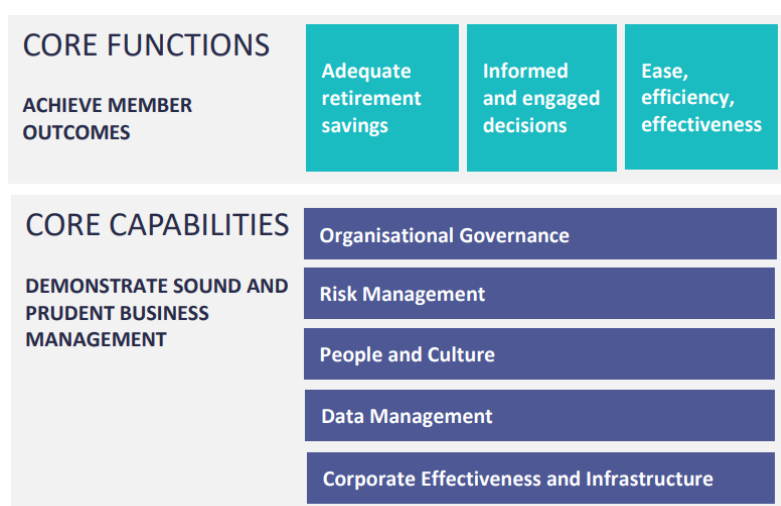 CORE FUNCTIONS
ACHIEVE MEMBER
OUTCOMES
Adequate
retirement
savings
Informed
and engaged
decisions
Ease,
efficiency,
effectiveness
CORE CAPABILITIES
DEMONSTRATE SOUND AND
PRUDENT BUSINESS
MANAGEMENT
Organisational Governance
Risk Management
People and Culture
Data Management
Corporate Effectiveness and Infrastructure